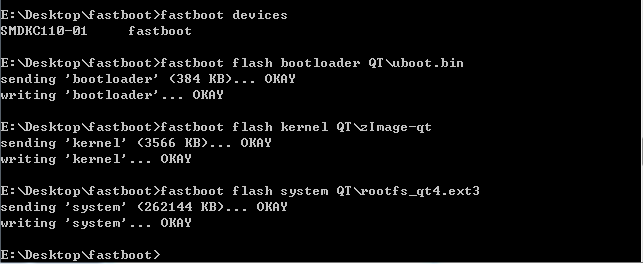 E:\Desktop\fastboot>fastboot devices
SMDKC110-01     fastboot
E:\Desktop\fastboot>fastboot flash bootloader QT\uboot.bin
sending 'bootloader' (384 KB)... OKAY
writing 'bootloader'... OKAY
E:\Desktop\fastboot>fastboot flash kernel QT\zImage-qt
sending 'kernel' (3566 KB)... OKAY
writing 'kernel'... OKAY
E:\Desktop\fastboot>fastboot flash system QT\rootfs_qt4.ext3
sending 'system' (262144 KB)... OKAY
writing 'system'... OKAY
E:\Desktop\fastboot>